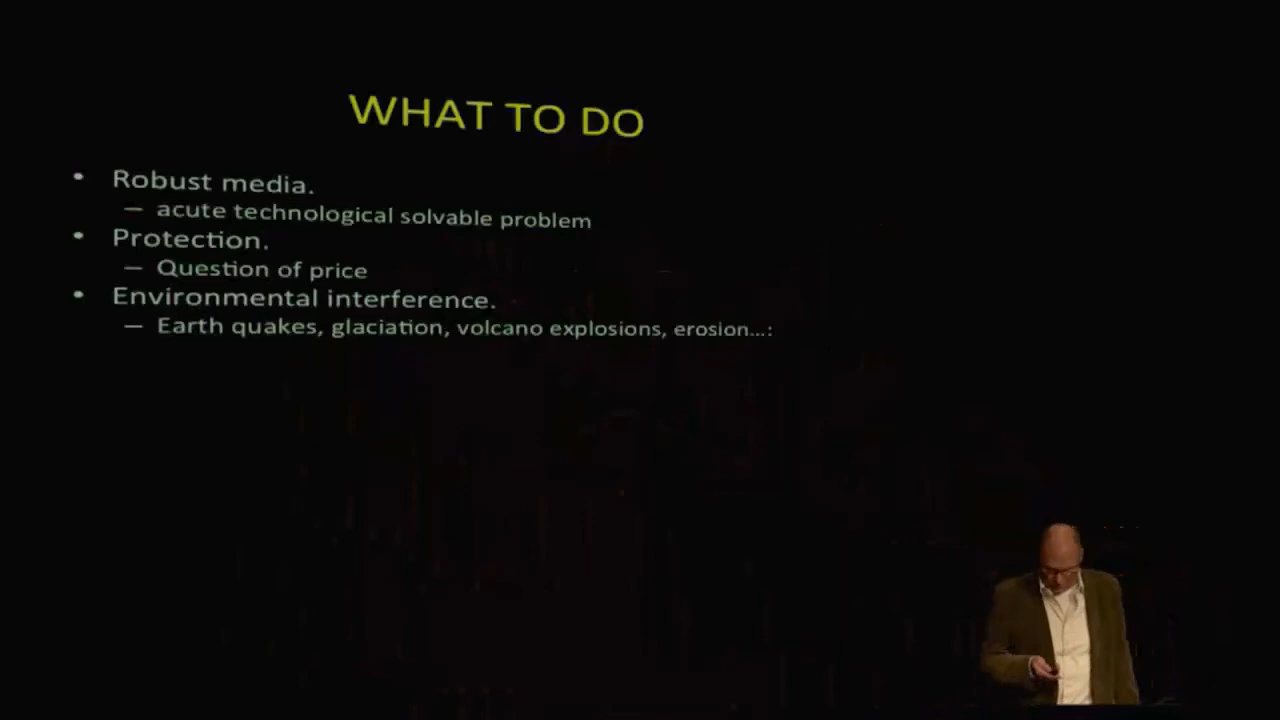 WHAT TO DO
• Robust media.
— acute technological solvable problem
• Protection.
— Question of price
• Environmental interference.
— Earth quakes, glaciation, volcano explosions, erosion...: